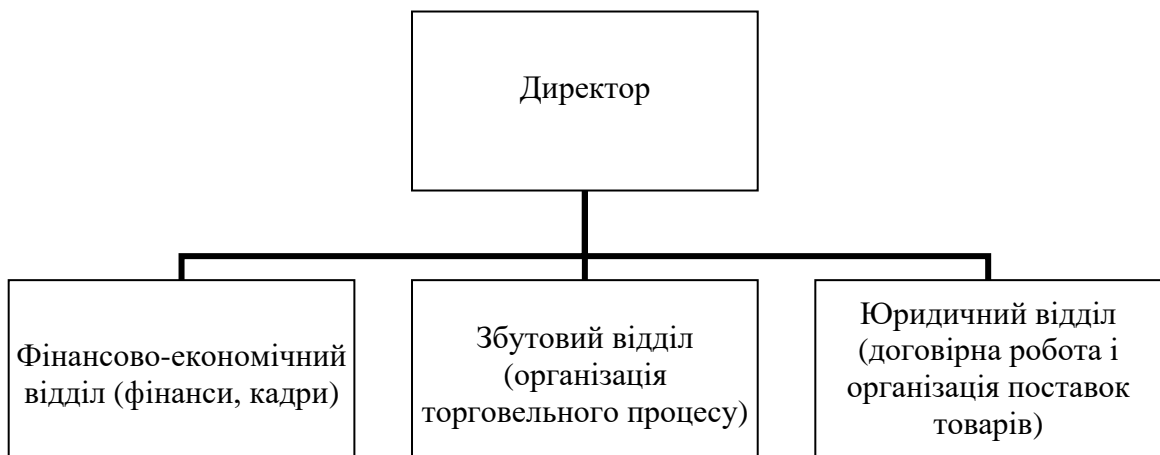 Директор
Фінансово-економічний
відділ (фінанси, кадри)
Збутовий відділ
(організація
торговельного процесу)
Юридичний відділ
(договірна робота і
організація поставок
товарів)